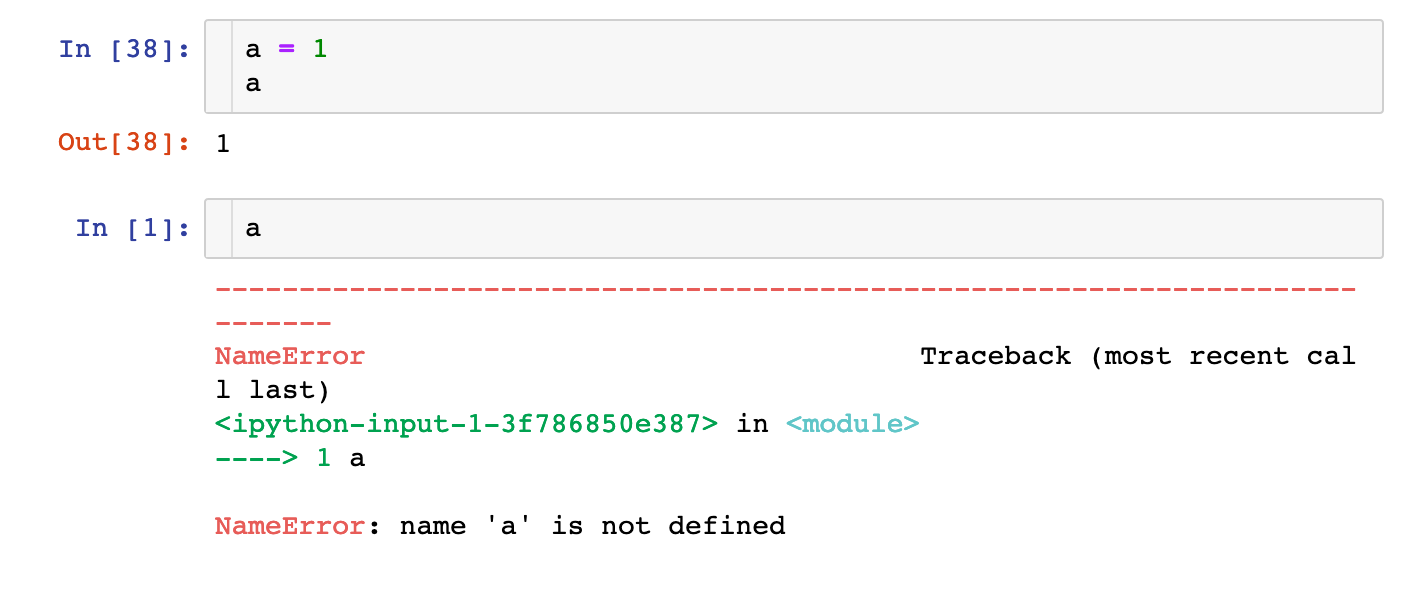 In [38]: a = 1
a
Out[38]: 1
In [1]: a
--------------------------------------------------------------------
-------
NameError                                 Traceback (most recent cal
l last)
<ipython-input-1-3f786850e387> in <module>
----> 1 a
NameError: name 'a' is not defined